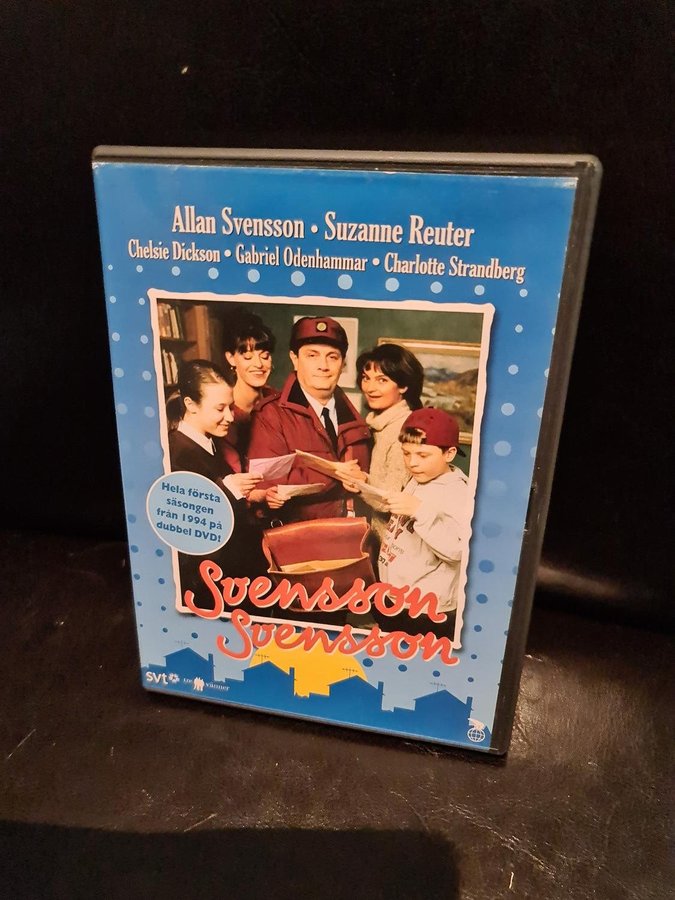 Allan Svensson • Suzanne Reuter
Chelsie Dickson • Gabriel Odenhammar • Charlotte Strandberg
Hela första
säsongen
från 1994 på
dubbel DVD!
Svensson
Svensson
svt
vänner